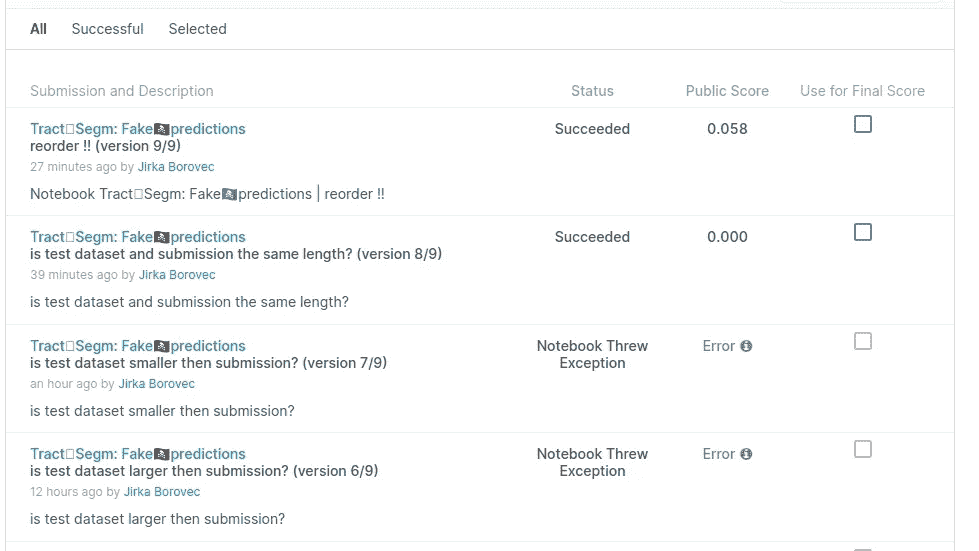 All Successful Selected
Submission and Description Status Public Score Use for Final Score
Tract□Segm: Fake🏴‍☠️predictions Succeeded 0.058
reorder !! (version 9/9)
27 minutes ago by Jirka Borovec
Notebook Tract□Segm: Fake🏴‍☠️predictions | reorder !!
Tract□Segm: Fake🏴‍☠️predictions Succeeded 0.000
is test dataset and submission the same length? (version 8/9)
39 minutes ago by Jirka Borovec
is test dataset and submission the same length?
Tract□Segm: Fake🏴‍☠️predictions Notebook Threw Error
is test dataset smaller then submission? (version 7/9) Exception
an hour ago by Jirka Borovec
is test dataset smaller then submission?
Tract□Segm: Fake🏴‍☠️predictions Notebook Threw Error
is test dataset larger then submission? (version 6/9) Exception
12 hours ago by Jirka Borovec
is test dataset larger then submission?